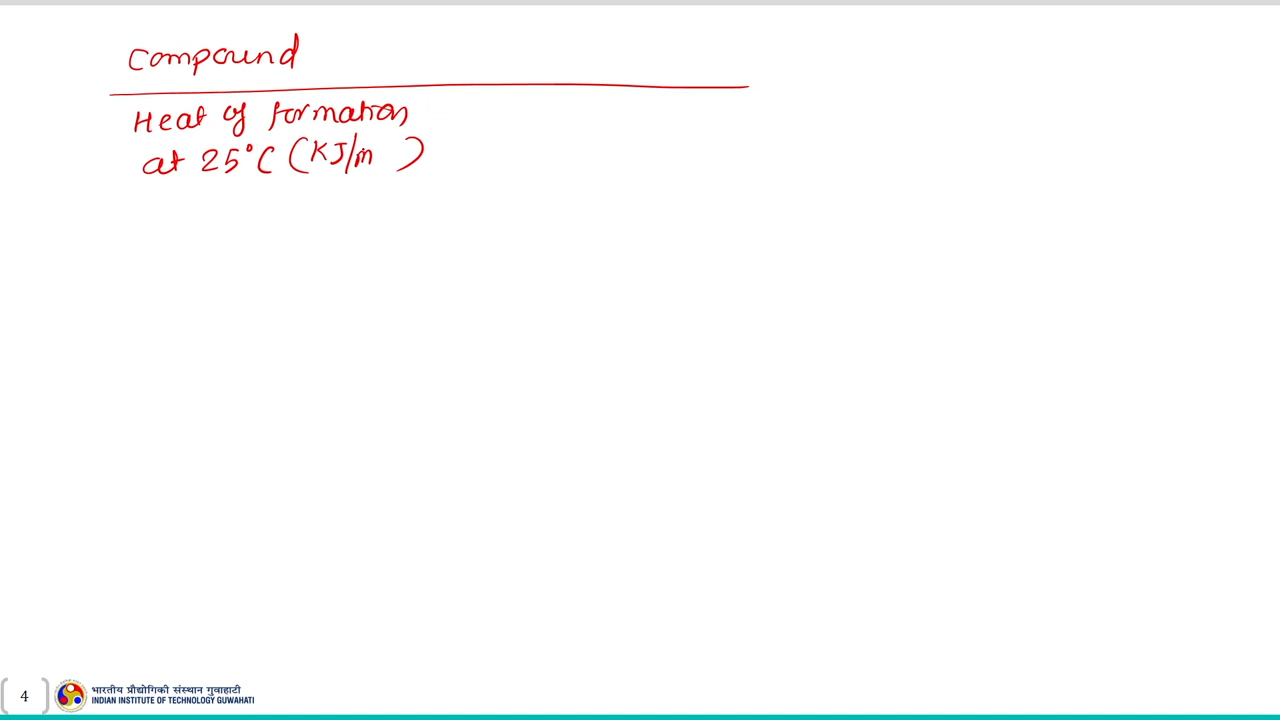 Compound
Heat of formation
at 25°C (KJ/m )
4
भारतीय प्रौद्योगिकी संस्थान गुवाहाटी
INDIAN INSTITUTE OF TECHNOLOGY GUWAHATI